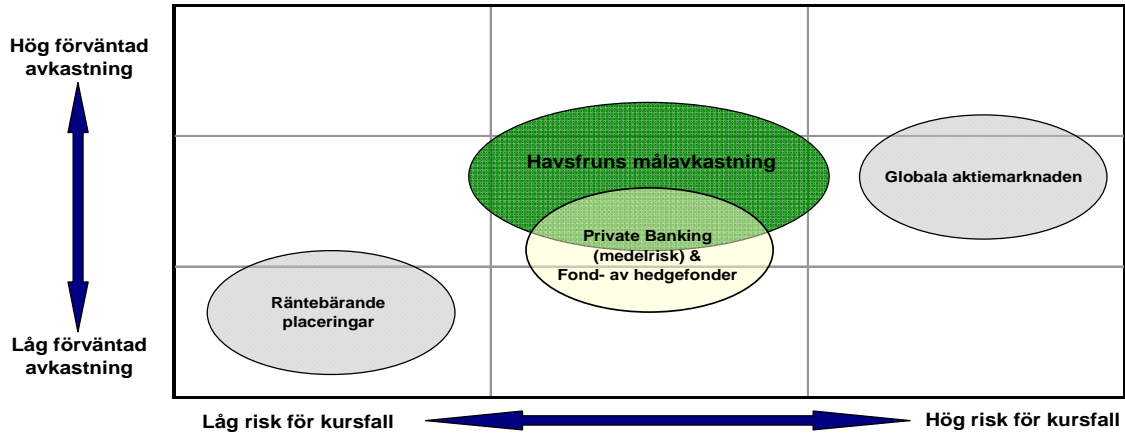 Hög förväntad
avkastning
Havsfruns målavkastning
Globala aktiemarknaden
Private Banking
(medelrisk) &
Fond- av hedgefonder
Räntebärande
placeringar
Låg förväntad
avkastning
Låg risk för kursfall
Hög risk för kursfall